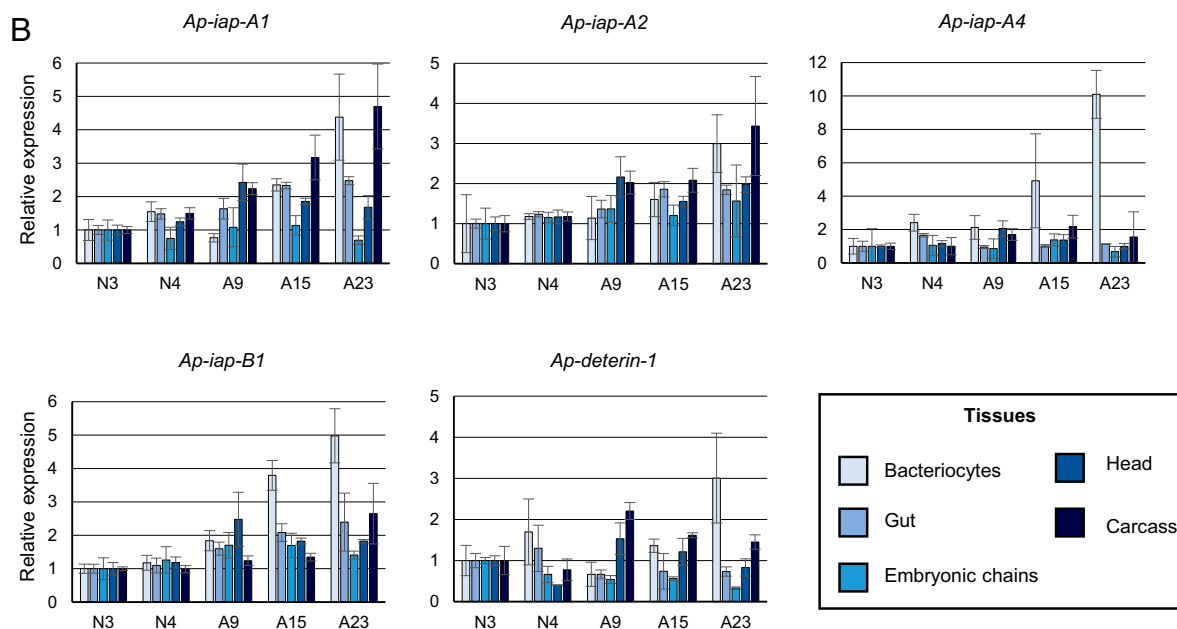 B
Ap-iap-A1
Ap-iap-A2
Ap-iap-A4
Relative expression
6
5
4
3
2
1
0
N3 N4 A9 A15 A23
5
4
3
2
1
0
N3 N4 A9 A15 A23
12
10
8
6
4
2
0
N3 N4 A9 A15 A23
Ap-iap-B1
Ap-deterin-1
Relative expression
6
5
4
3
2
1
0
N3 N4 A9 A15 A23
5
4
3
2
1
0
N3 N4 A9 A15 A23
Tissues
Bacteriocytes
Head
Gut
Carcass
Embryonic chains